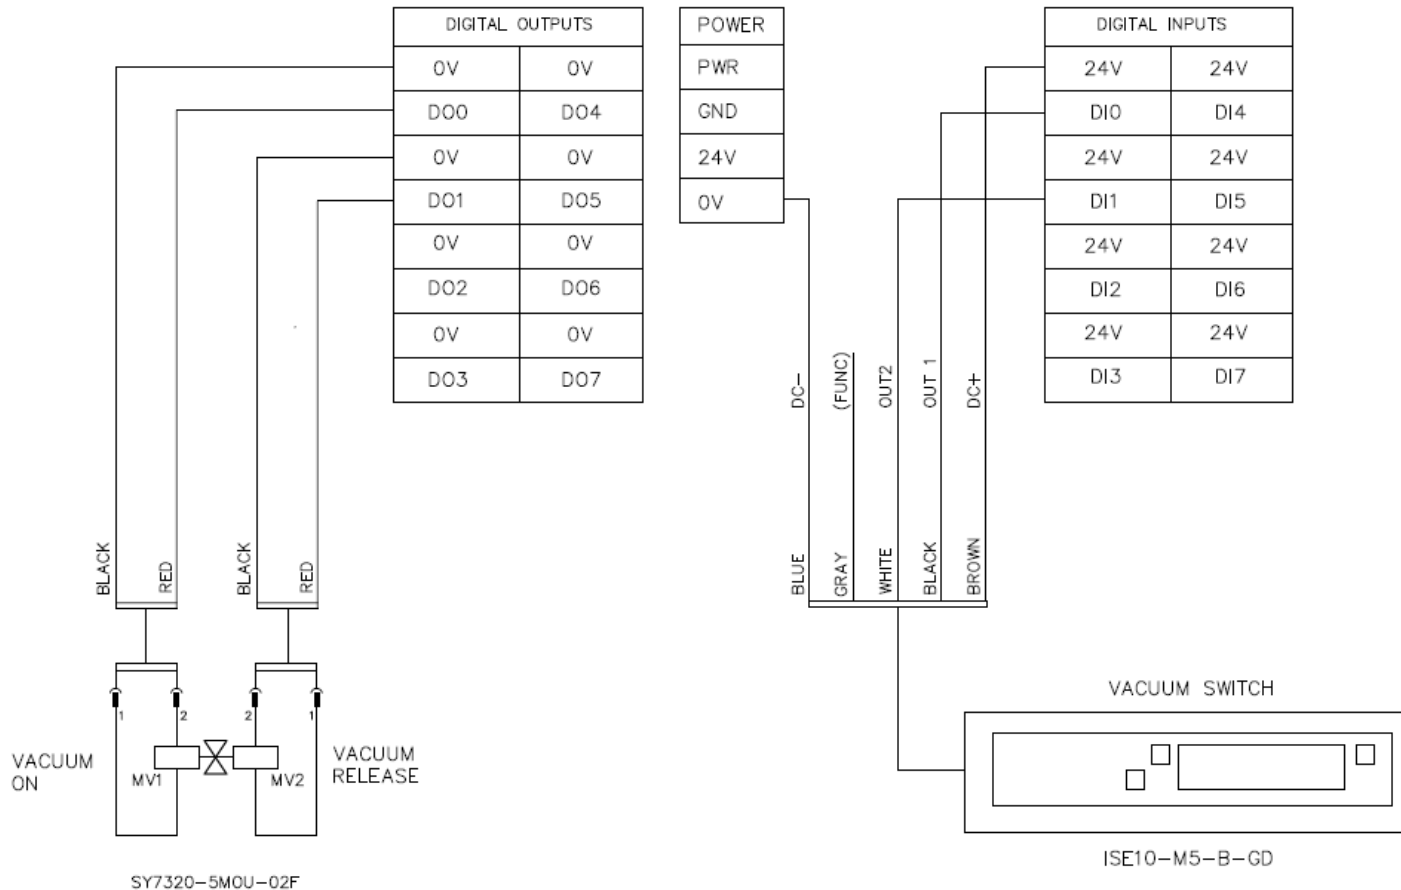 DIGITAL OUTPUTS
0V 0V
DO0 DO4
0V 0V
DO1 DO5
0V 0V
DO2 DO6
0V 0V
DO3 DO7
POWER
PWR
GND
24V
0V
DIGITAL INPUTS
24V 24V
DI0 DI4
24V 24V
DI1 DI5
24V 24V
DI2 DI6
24V 24V
DI3 DI7
DC-
(FUNC)
OUT2
OUT 1
DC+
BLACK
RED
BLACK
RED
BLUE
GRAY
WHITE
BLACK
BROWN
1
2
2
1
VACUUM
ON
MV1
MV2
VACUUM
RELEASE
SY7320-5MOU-02F
VACUUM SWITCH
ISE10-M5-B-GD